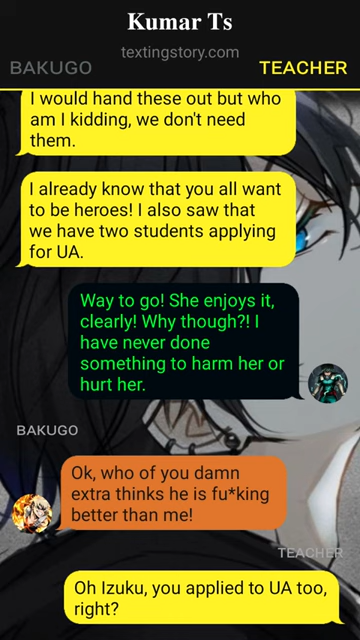 Kumar Ts
textingstory.com
BAKUGO
TEACHER
I would hand these out but who
am I kidding, we don't need
them.
I already know that you all want
to be heroes! I also saw that
we have two students applying
for UA.
Way to go! She enjoys it,
clearly! Why though?! I
have never done
something to harm her or
hurt her.
BAKUGO
Ok, who of you damn
extra thinks he is fu*king
better than me!
TEACHER
Oh Izuku, you applied to UA too,
right?